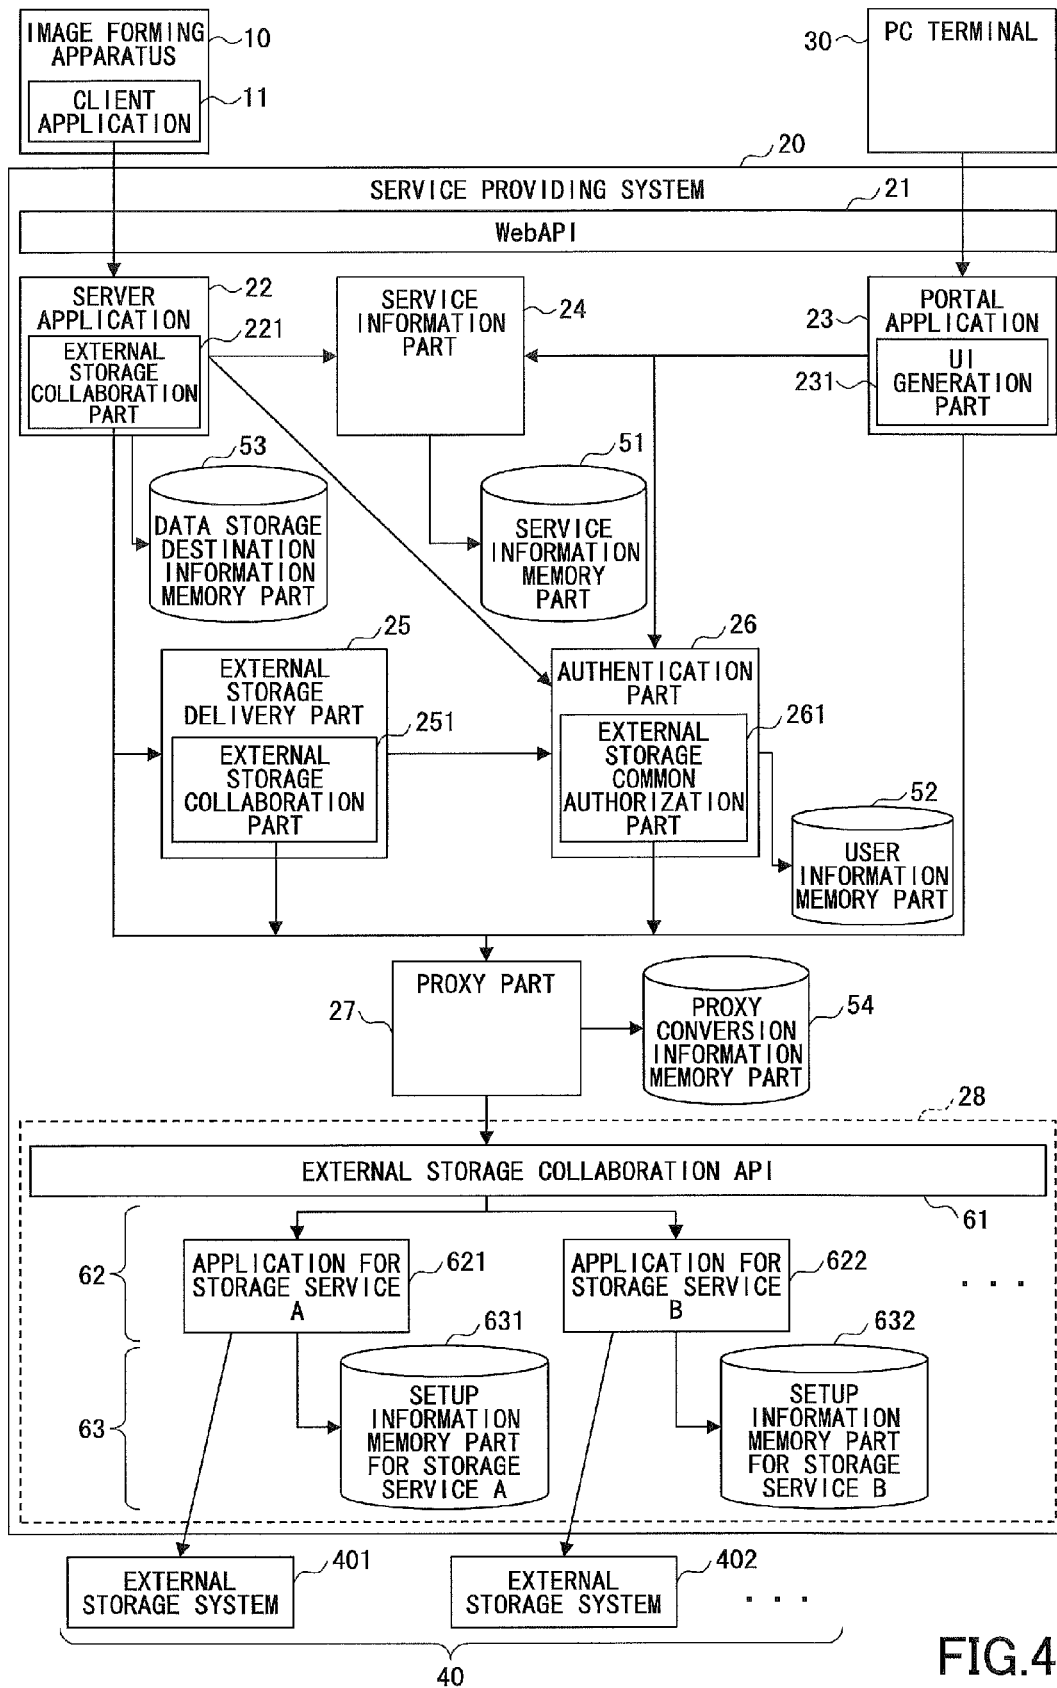 IMAGE FORMING
APPARATUS
10
CLIENT
APPLICATION
11
30
PC TERMINAL
20
SERVICE PROVIDING SYSTEM
21
WebAPI
SERVER
APPLICATION
22
EXTERNAL
STORAGE
COLLABORATION
PART
221
SERVICE
INFORMATION
PART
24
PORTAL
APPLICATION
23
UI
GENERATION
PART
231
53
DATA STORAGE
DESTINATION
INFORMATION
MEMORY PART
51
SERVICE
INFORMATION
MEMORY
PART
25
EXTERNAL
STORAGE
DELIVERY PART
251
EXTERNAL
STORAGE
COLLABORATION
PART
26
AUTHENTICATION
PART
261
EXTERNAL
STORAGE
COMMON
AUTHORIZATION
PART
52
USER
INFORMATION
MEMORY PART
PROXY PART
27
PROXY
CONVERSION
INFORMATION
MEMORY PART
54
28
EXTERNAL STORAGE COLLABORATION API
61
62
APPLICATION FOR
STORAGE SERVICE
A
621
APPLICATION FOR
STORAGE SERVICE
B
622
. . .
63
631
SETUP
INFORMATION
MEMORY PART
FOR STORAGE
SERVICE A
632
SETUP
INFORMATION
MEMORY PART
FOR STORAGE
SERVICE B
EXTERNAL
STORAGE SYSTEM
401
EXTERNAL
STORAGE SYSTEM
402
. . .
40
FIG.4